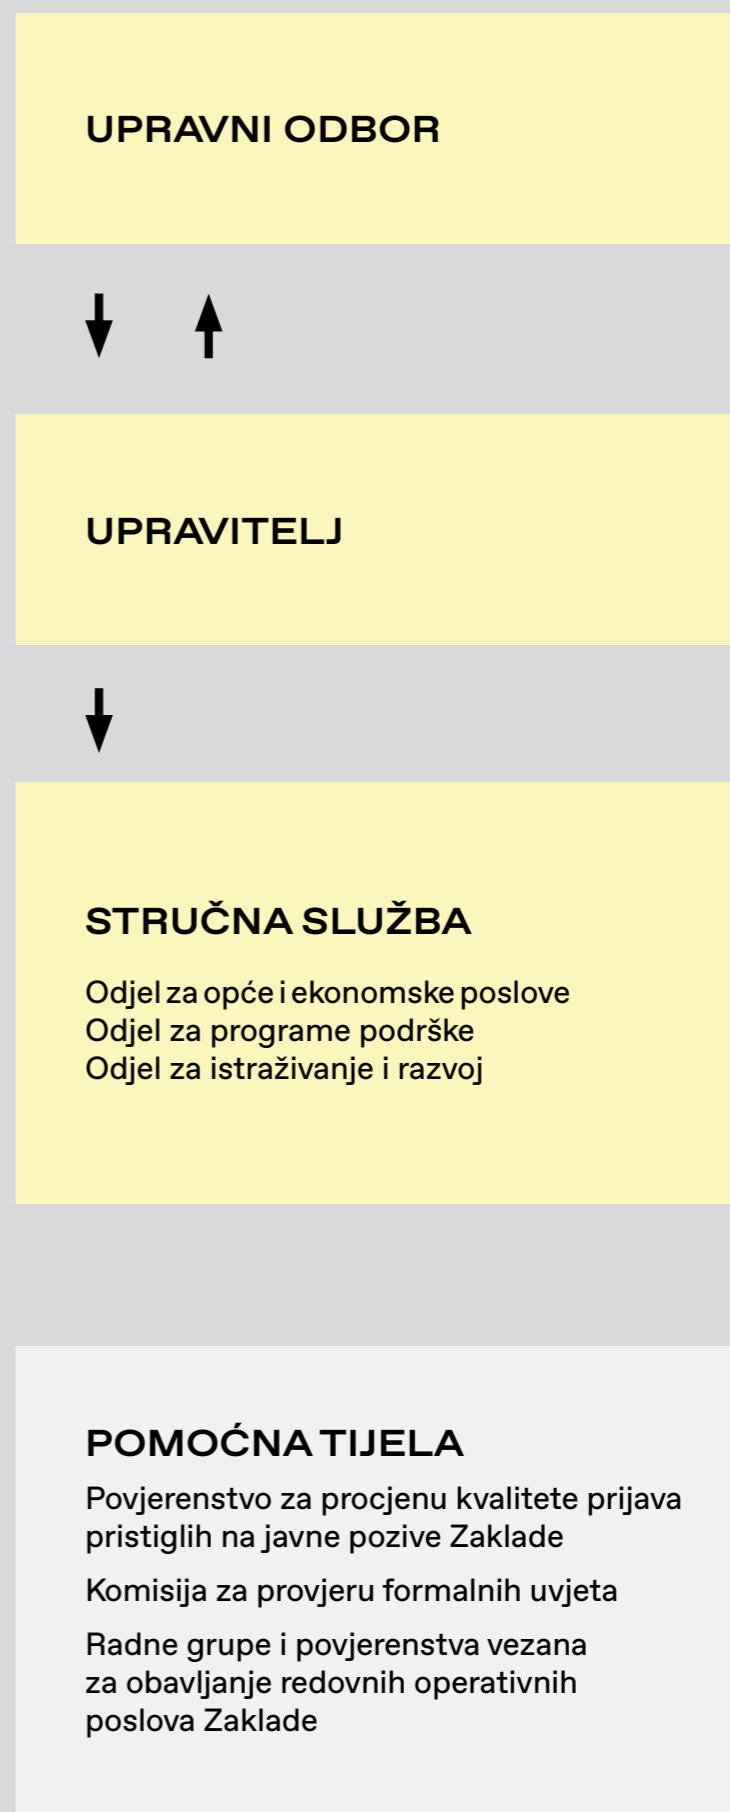 UPRAVNI ODBOR
UPRAVITELJ
STRUČNA SLUŽBA
Odjel za opće i ekonomske poslove
Odjel za programe podrške
Odjel za istraživanje i razvoj
POMOĆNA TIJELA
Povjerenstvo za procjenu kvalitete prijava
pristiglih na javne pozive Zaklade
Komisija za provjeru formalnih uvjeta
Radne grupe i povjerenstva vezana
za obavljanje redovnih operativnih
poslova Zaklade